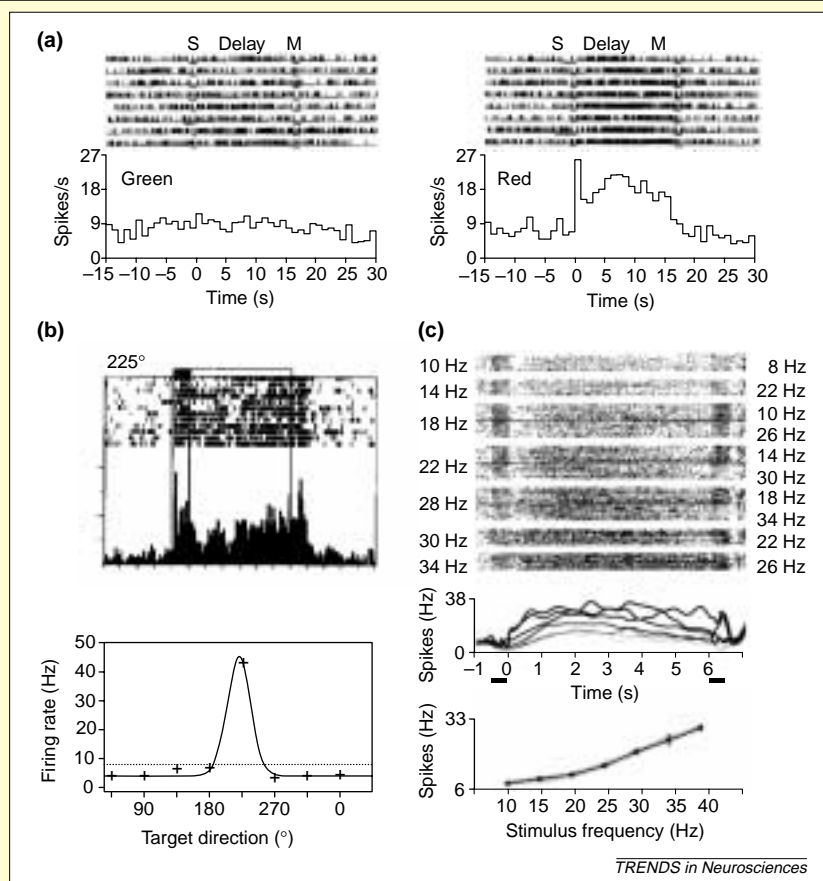 (a)
S Delay M
S Delay M
27
18
9
0
Spikes/s
Green
–15 –10 –5 0 5 10 15 20 25 30
Time (s)
27
18
9
0
Spikes/s
Red
–15 –10 –5 0 5 10 15 20 25 30
Time (s)
(b)
225°
50
40
30
20
10
0
Firing rate (Hz)
90 180 270 0
Target direction (°)
(c)
10 Hz
14 Hz
18 Hz
22 Hz
28 Hz
30 Hz
34 Hz
8 Hz
22 Hz
10 Hz
26 Hz
14 Hz
30 Hz
18 Hz
34 Hz
22 Hz
26 Hz
38
0
Spikes (Hz)
–1 0 1 2 3 4 5 6
Time (s)
33
6
Spikes (Hz)
10 15 20 25 30 35 40
Stimulus frequency (Hz)
TRENDS in Neurosciences